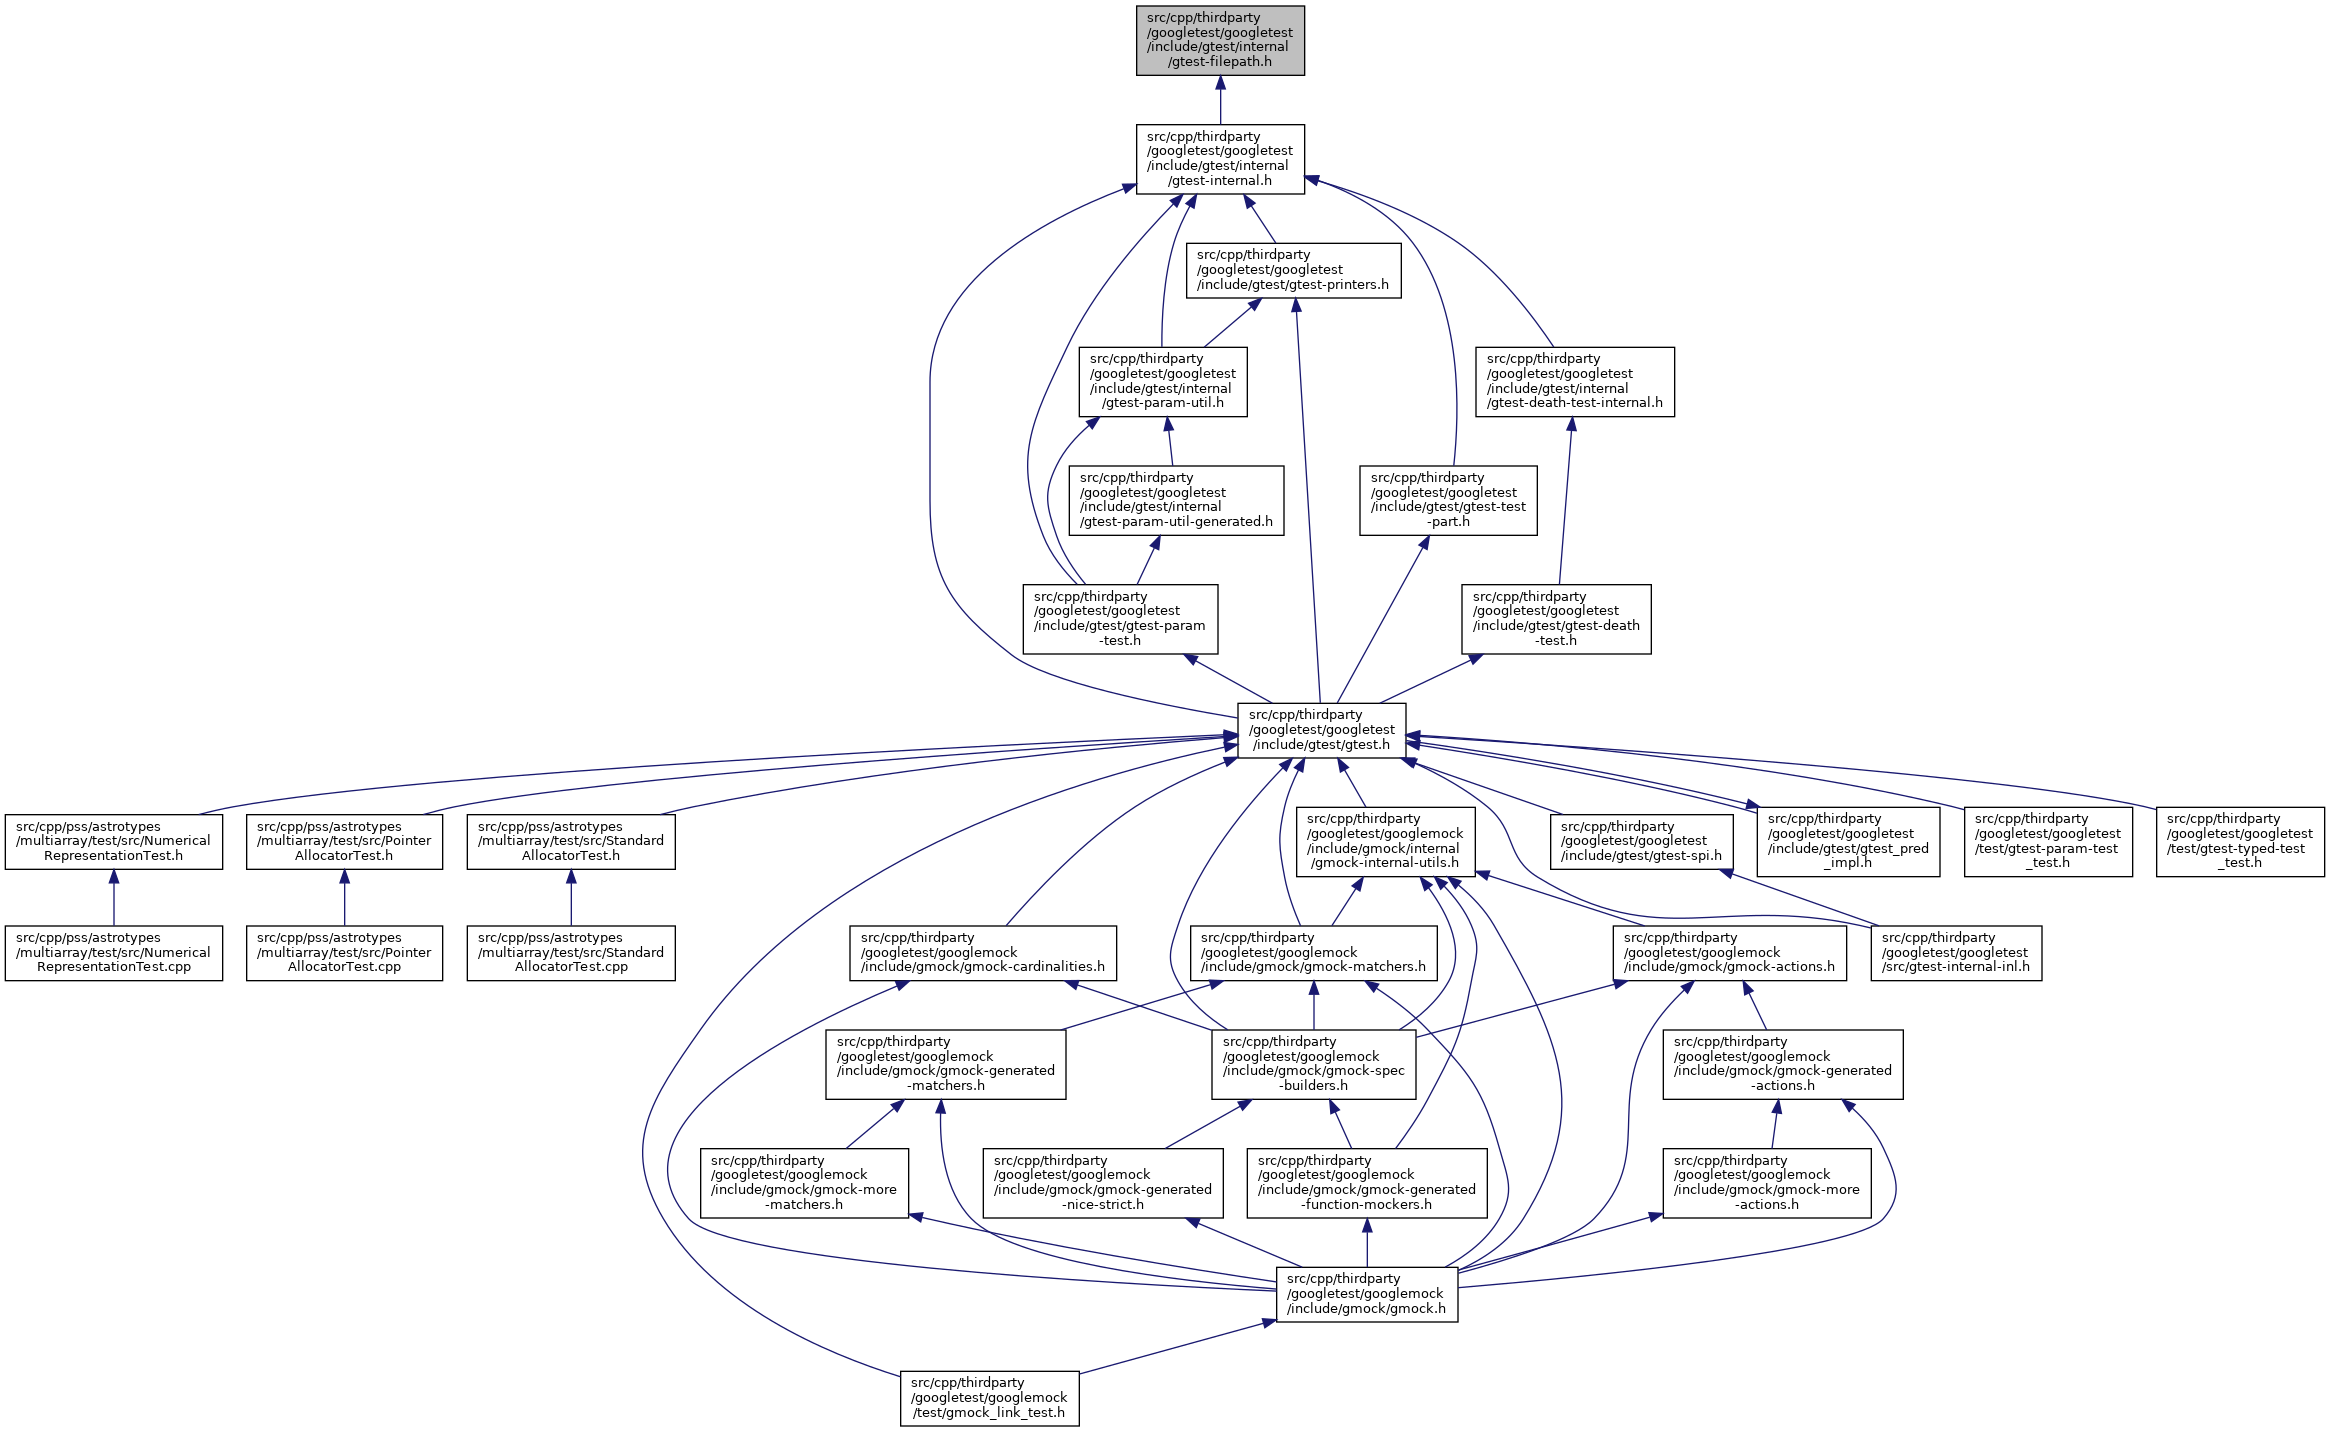 src/cpp/thirdparty
/googletest/googletest
/include/gtest/internal
/gtest-filepath.h
src/cpp/thirdparty
/googletest/googletest
/include/gtest/internal
/gtest-internal.h
src/cpp/thirdparty
/googletest/googletest
/include/gtest/gtest-printers.h
src/cpp/thirdparty
/googletest/googletest
/include/gtest/internal
/gtest-param-util.h
src/cpp/thirdparty
/googletest/googletest
/include/gtest/internal
/gtest-death-test-internal.h
src/cpp/thirdparty
/googletest/googletest
/include/gtest/internal
/gtest-param-util-generated.h
src/cpp/thirdparty
/googletest/googletest
/include/gtest/gtest-test
-part.h
src/cpp/thirdparty
/googletest/googletest
/include/gtest/gtest-param
-test.h
src/cpp/thirdparty
/googletest/googletest
/include/gtest/gtest-death
-test.h
src/cpp/thirdparty
/googletest/googletest
/include/gtest/gtest.h
src/cpp/pss/astrotypes
/multiarray/test/src/Numerical
RepresentationTest.h
src/cpp/pss/astrotypes
/multiarray/test/src/Pointer
AllocatorTest.h
src/cpp/pss/astrotypes
/multiarray/test/src/Standard
AllocatorTest.h
src/cpp/thirdparty
/googletest/googlemock
/include/gmock/internal
/gmock-internal-utils.h
src/cpp/thirdparty
/googletest/googletest
/include/gtest/gtest-spi.h
src/cpp/thirdparty
/googletest/googletest
/include/gtest/gtest_pred
_impl.h
src/cpp/thirdparty
/googletest/googletest
/test/gtest-param-test
_test.h
src/cpp/thirdparty
/googletest/googletest
/test/gtest-typed-test
_test.h
src/cpp/pss/astrotypes
/multiarray/test/src/Numerical
RepresentationTest.cpp
src/cpp/pss/astrotypes
/multiarray/test/src/Pointer
AllocatorTest.cpp
src/cpp/pss/astrotypes
/multiarray/test/src/Standard
AllocatorTest.cpp
src/cpp/thirdparty
/googletest/googlemock
/include/gmock/gmock-cardinalities.h
src/cpp/thirdparty
/googletest/googlemock
/include/gmock/gmock-matchers.h
src/cpp/thirdparty
/googletest/googlemock
/include/gmock/gmock-actions.h
src/cpp/thirdparty
/googletest/googletest
/src/gtest-internal-inl.h
src/cpp/thirdparty
/googletest/googlemock
/include/gmock/gmock-generated
-matchers.h
src/cpp/thirdparty
/googletest/googlemock
/include/gmock/gmock-spec
-builders.h
src/cpp/thirdparty
/googletest/googlemock
/include/gmock/gmock-generated
-actions.h
src/cpp/thirdparty
/googletest/googlemock
/include/gmock/gmock-more
-matchers.h
src/cpp/thirdparty
/googletest/googlemock
/include/gmock/gmock-generated
-nice-strict.h
src/cpp/thirdparty
/googletest/googlemock
/include/gmock/gmock-generated
-function-mockers.h
src/cpp/thirdparty
/googletest/googlemock
/include/gmock/gmock-more
-actions.h
src/cpp/thirdparty
/googletest/googlemock
/include/gmock/gmock.h
src/cpp/thirdparty
/googletest/googlemock
/test/gmock_link_test.h